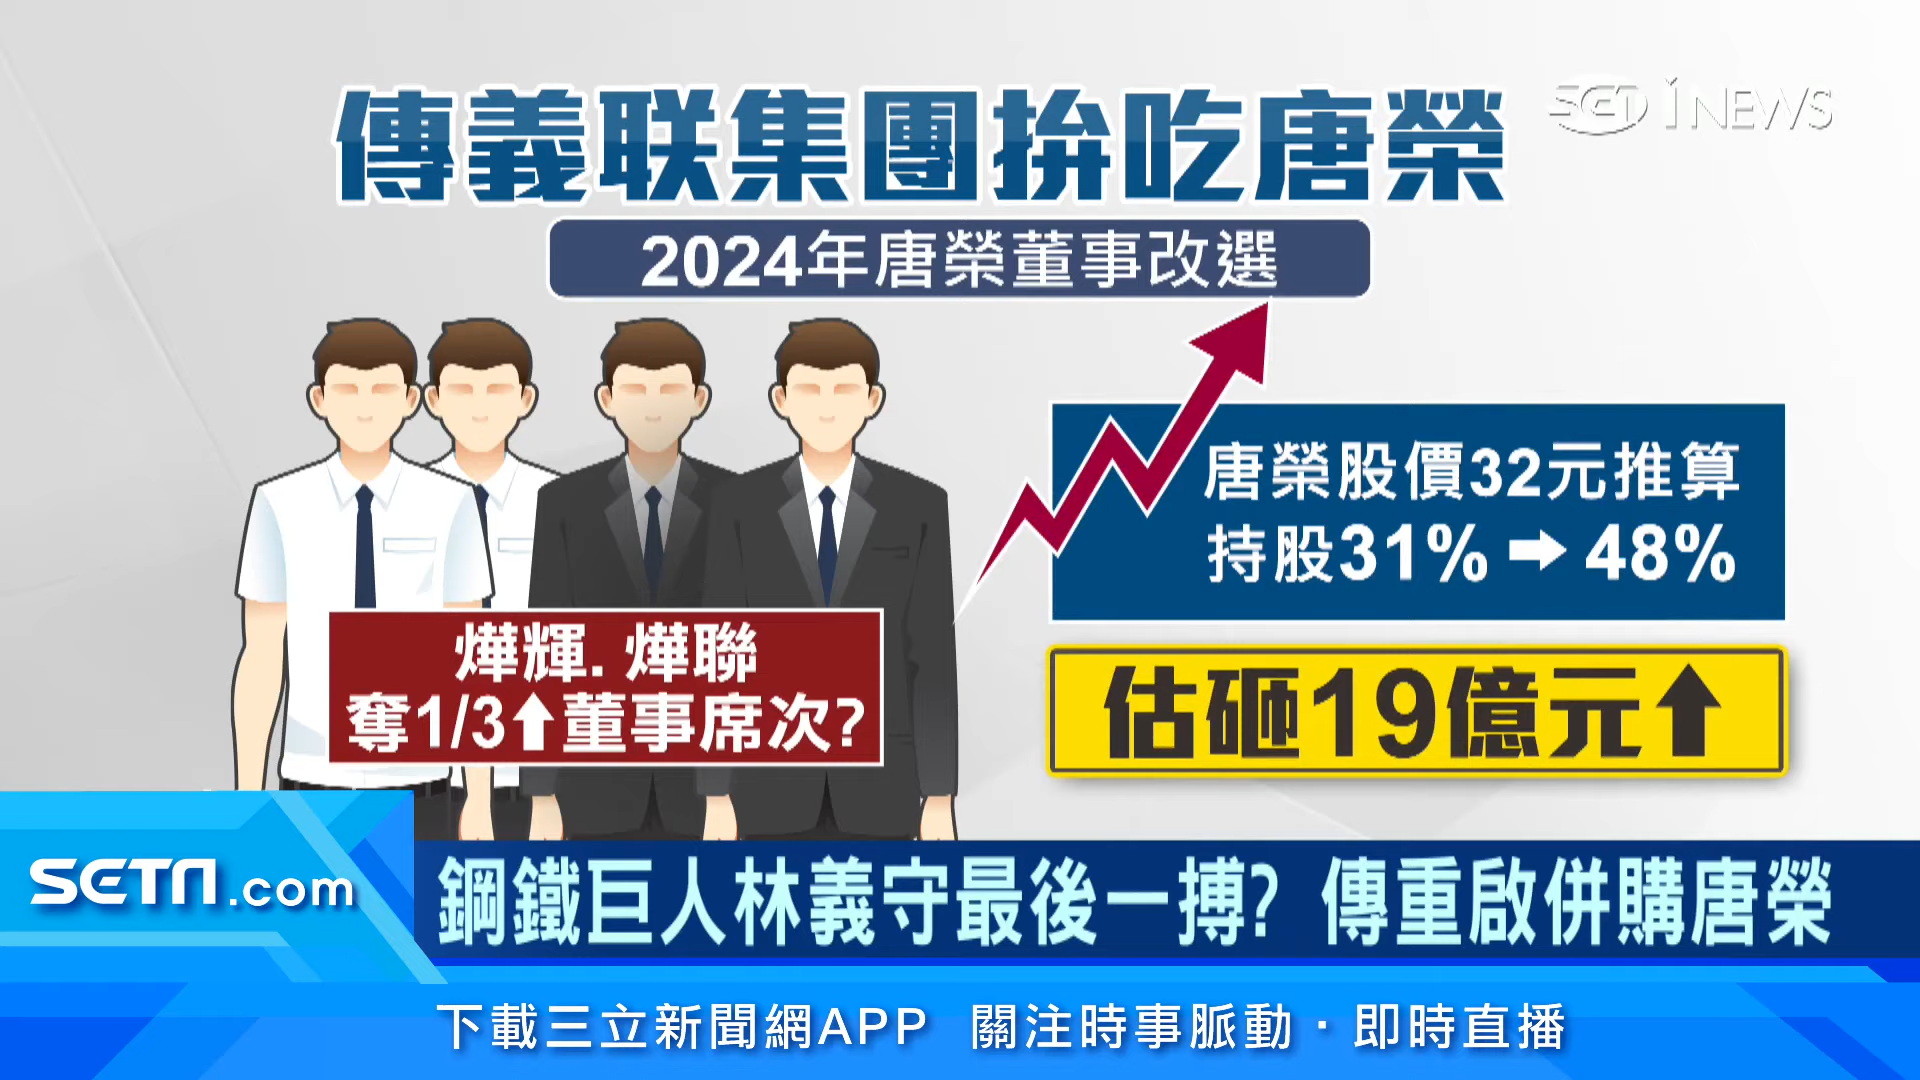 傳義联集團拚吃唐榮
SET iNEWS
2024年唐榮董事改選
唐榮股價32元推算
持股31% → 48%
燁輝. 燁聯
奪1/3↑董事席次?
估砸19億元↑
SETN.com
鋼鐵巨人林義守最後一搏? 傳重啟併購唐榮
下載三立新聞網APP 關注時事脈動·即時直播